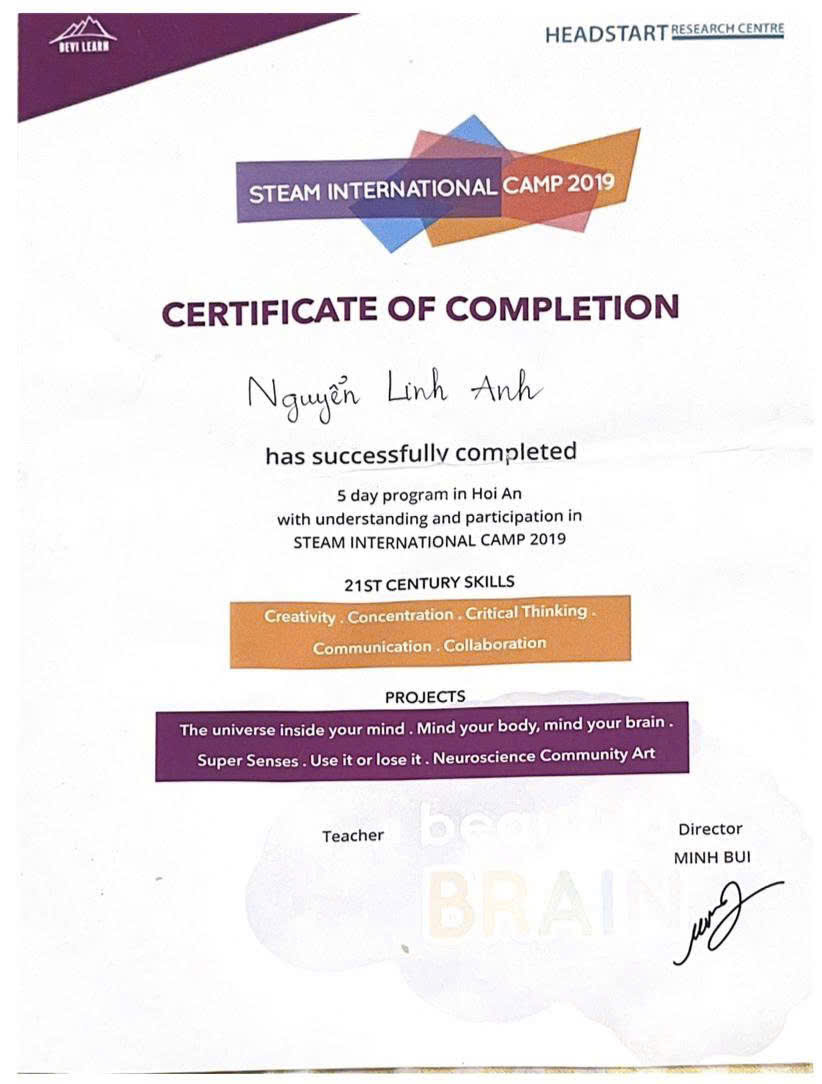 BEVI LEARN
HEADSTART RESEARCH CENTRE
STEAM INTERNATIONAL CAMP 2019
CERTIFICATE OF COMPLETION
Nguyễn Linh Anh
has successfully completed
5 day program in Hoi An
with understanding and participation in
STEAM INTERNATIONAL CAMP 2019
21ST CENTURY SKILLS
Creativity . Concentration . Critical Thinking .
Communication . Collaboration
PROJECTS
The universe inside your mind . Mind your body, mind your brain .
Super Senses . Use it or lose it . Neuroscience Community Art
Teacher
Director
MINH BUI
BRAIN